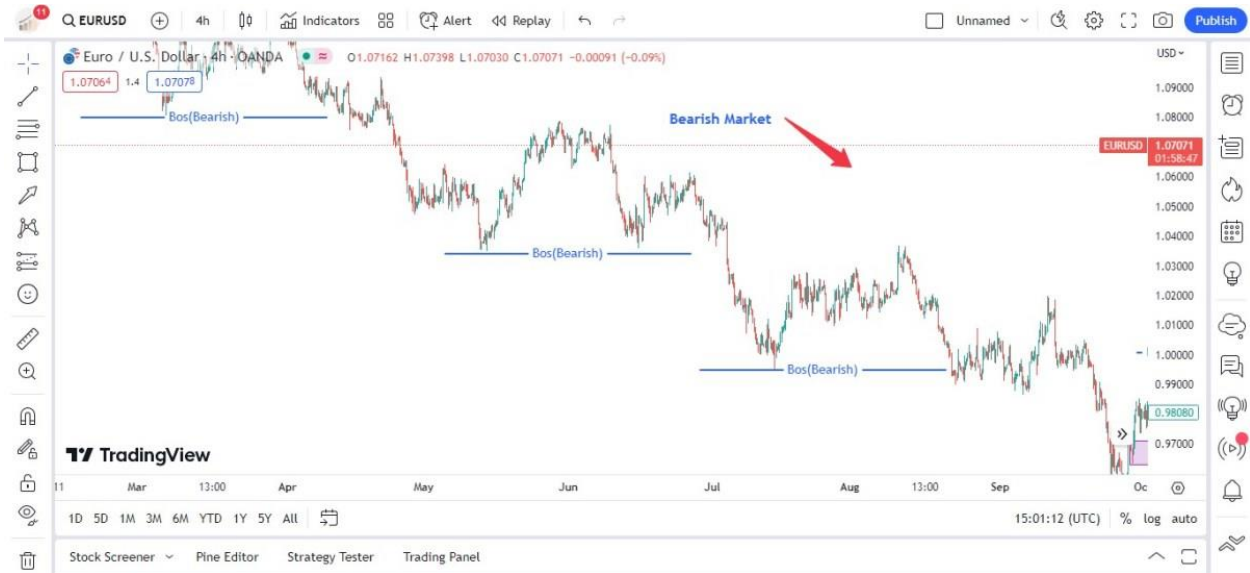 11
EURUSD
4h
Indicators
Alert
Replay
Unnamed
Publish
Euro / U.S. Dollar · 4h · OANDA
O1.07162 H1.07398 L1.07030 C1.07071 −0.00091 (−0.09%)
USD
1.07064
1.4
1.07078
1.09000
1.08000
Bos(Bearish)
Bearish Market
EURUSD
1.07071
01:58:47
1.06000
1.05000
1.04000
Bos(Bearish)
1.03000
1.02000
1.01000
1.00000
Bos(Bearish)
0.99000
0.98080
0.97000
TradingView
11
Mar
13:00
Apr
May
Jun
Jul
Aug
13:00
Sep
Oc
1D 5D 1M 3M 6M YTD 1Y 5Y All
15:01:12 (UTC)
% log auto
Stock Screener
Pine Editor
Strategy Tester
Trading Panel